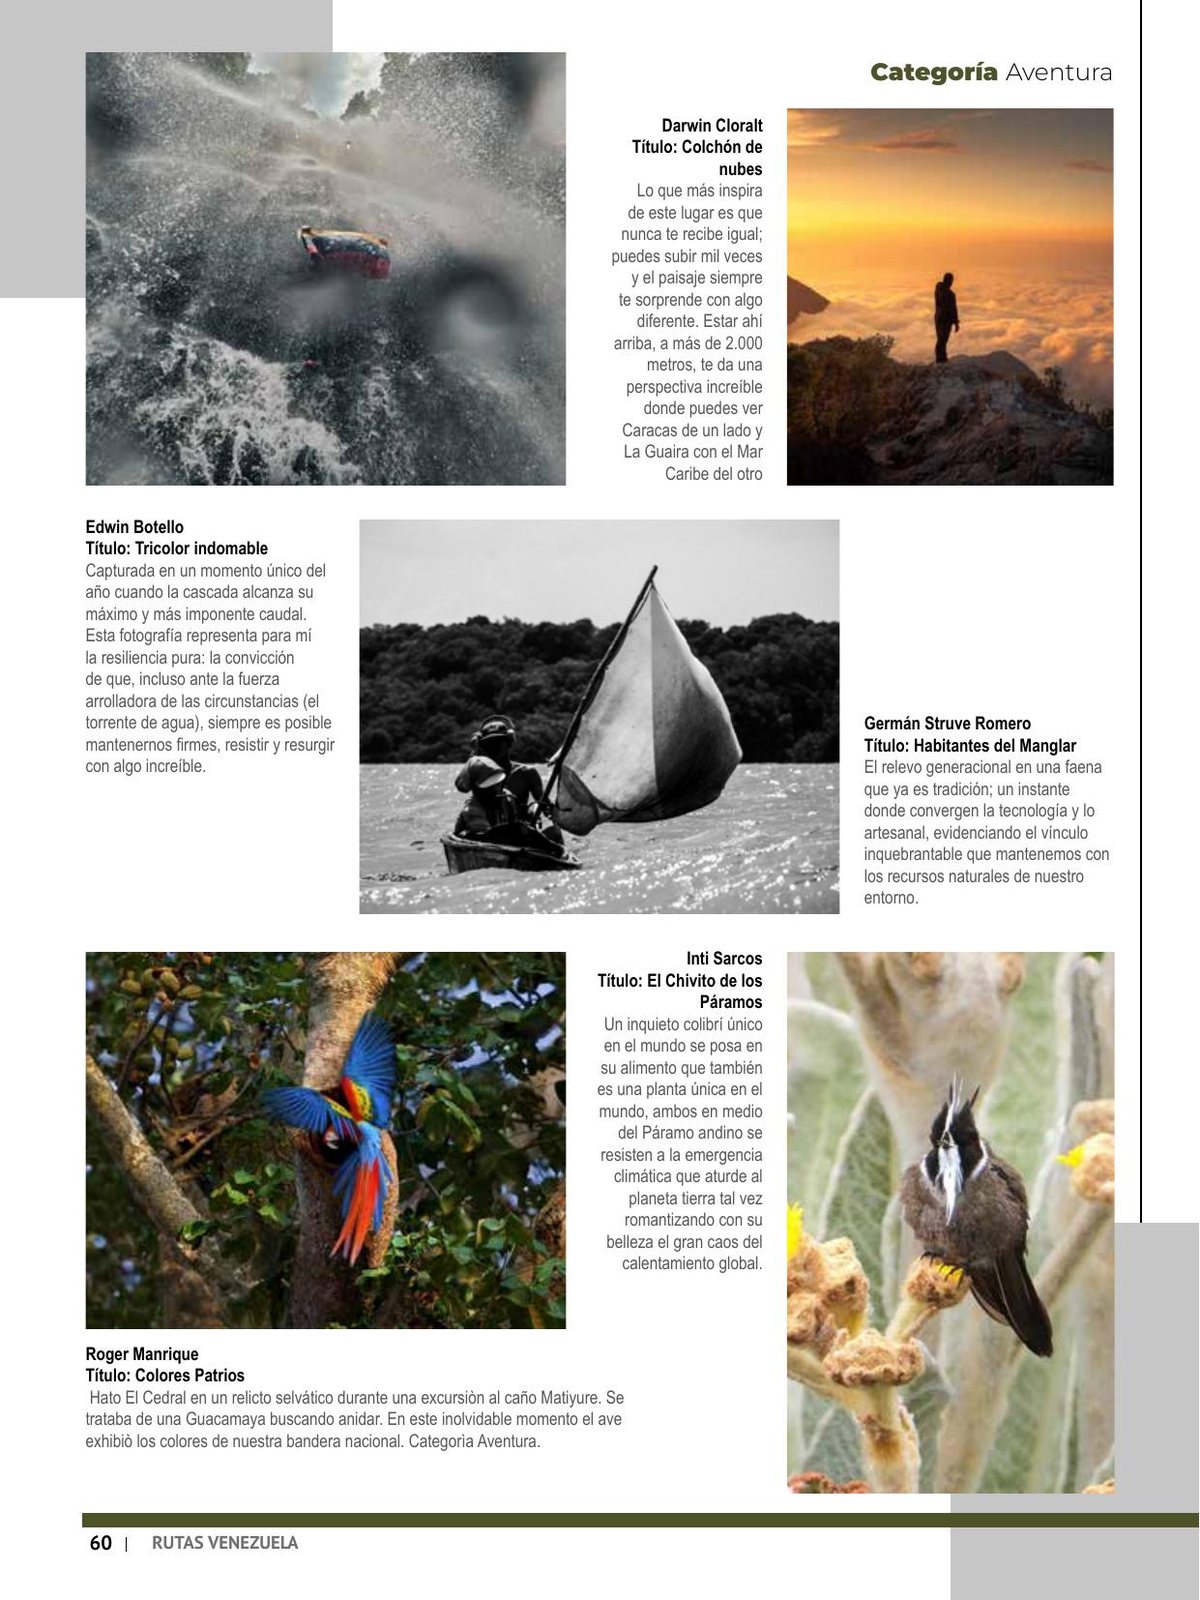 Categoría Aventura
Darwin Cloralt
Título: Colchón de
nubes
Lo que más inspira
de este lugar es que
nunca te recibe igual;
puedes subir mil veces
y el paisaje siempre
te sorprende con algo
diferente. Estar ahí
arriba, a más de 2.000
metros, te da una
perspectiva increíble
donde puedes ver
Caracas de un lado y
La Guaira con el Mar
Caribe del otro
Edwin Botello
Título: Tricolor indomable
Capturada en un momento único del
año cuando la cascada alcanza su
máximo y más imponente caudal.
Esta fotografía representa para mí
la resiliencia pura: la convicción
de que, incluso ante la fuerza
arrolladora de las circunstancias (el
torrente de agua), siempre es posible
mantenernos firmes, resistir y resurgir
con algo increíble.
Germán Struve Romero
Título: Habitantes del Manglar
El relevo generacional en una faena
que ya es tradición; un instante
donde convergen la tecnología y lo
artesanal, evidenciando el vínculo
inquebrantable que mantenemos con
los recursos naturales de nuestro
entorno.
Inti Sarcos
Título: El Chivito de los
Páramos
Un inquieto colibrí único
en el mundo se posa en
su alimento que también
es una planta única en el
mundo, ambos en medio
del Páramo andino se
resisten a la emergencia
climática que aturde al
planeta tierra tal vez
romantizando con su
belleza el gran caos del
calentamiento global.
Roger Manrique
Título: Colores Patrios
Hato El Cedral en un relicto selvático durante una excursiòn al caño Matiyure. Se
trataba de una Guacamaya buscando anidar. En este inolvidable momento el ave
exhibiò los colores de nuestra bandera nacional. Categorìa Aventura.
60 | RUTAS VENEZUELA